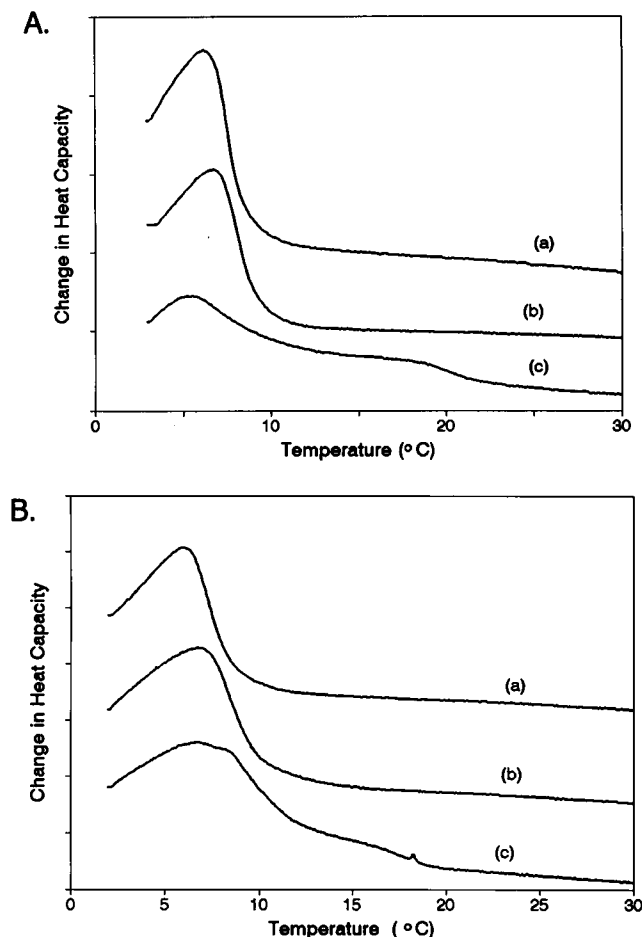 A.
Change in Heat Capacity
(a)
(b)
(c)
0 10 20 30
Temperature (°C)
B.
Change in Heat Capacity
(a)
(b)
(c)
0 5 10 15 20 25 30
Temperature ( °C)